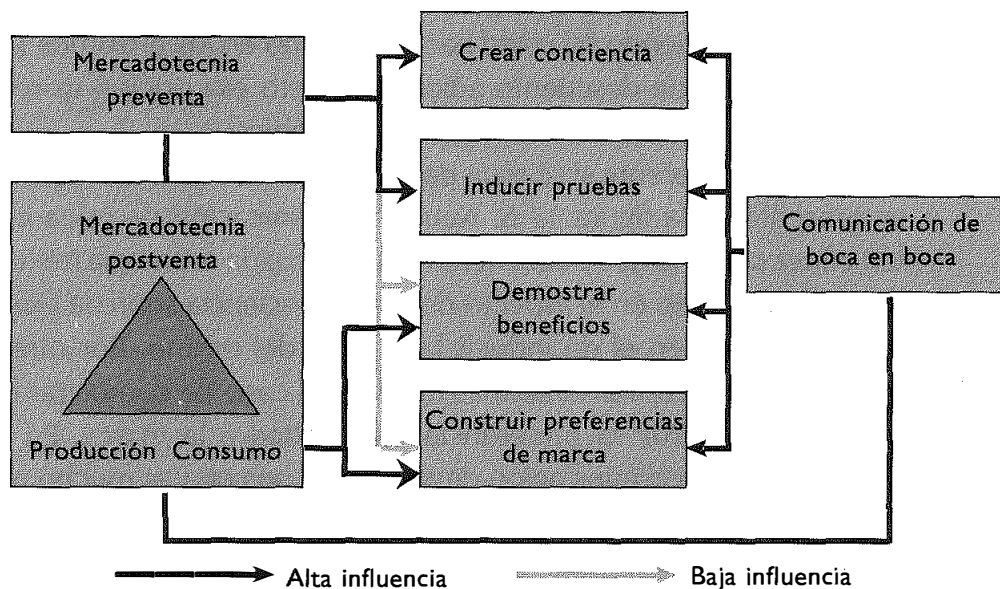 Mercadotecnia
preventa
Crear conciencia
Inducir pruebas
Mercadotecnia
postventa
Comunicación de
boca en boca
Demostrar
beneficios
Producción Consumo
Construir preferencias
de marca
Alta influencia
Baja influencia